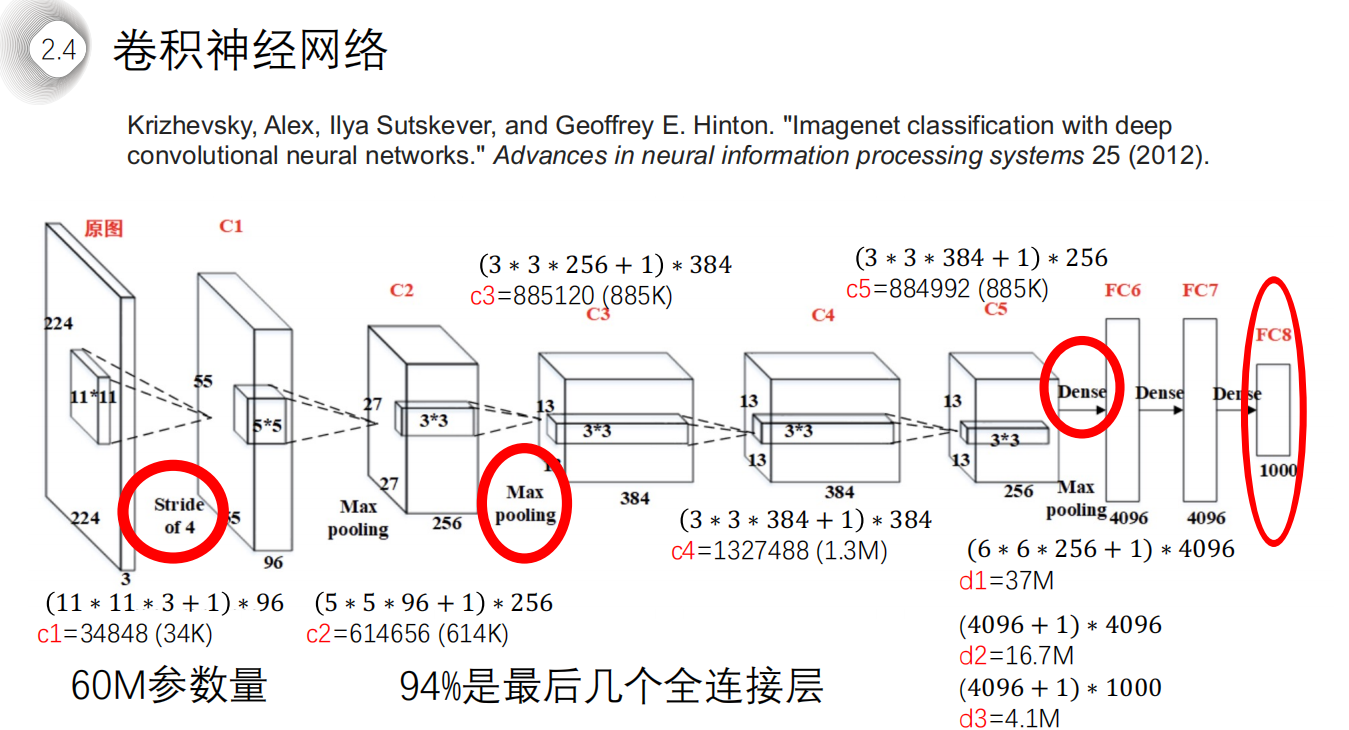 2.4 卷积神经网络
Krizhevsky, Alex, Ilya Sutskever, and Geoffrey E. Hinton. "Imagenet classification with deep
convolutional neural networks." Advances in neural information processing systems 25 (2012).
原图
C1
C2
(3 ∗ 3 ∗ 256 + 1) ∗ 384
c3=885120 (885K)
C3
C4
(3 ∗ 3 ∗ 384 + 1) ∗ 256
c5=884992 (885K)
C5
FC6
FC7
FC8
224
11*11
224
3
Stride
of 4
55
5*5
96
27
3*3
27
256
Max
pooling
Max
pooling
13
3*3
384
13
3*3
13
384
13
3*3
13
256
Max
pooling
Dense
Dense
Dense
4096
4096
1000
(11 ∗ 11 ∗ 3 + 1) ∗ 96
c1=34848 (34K)
(5 ∗ 5 ∗ 96 + 1) ∗ 256
c2=614656 (614K)
(3 ∗ 3 ∗ 384 + 1) ∗ 384
c4=1327488 (1.3M)
(6 ∗ 6 ∗ 256 + 1) ∗ 4096
d1=37M
(4096 + 1) ∗ 4096
d2=16.7M
(4096 + 1) ∗ 1000
d3=4.1M
60M参数量
94%是最后几个全连接层